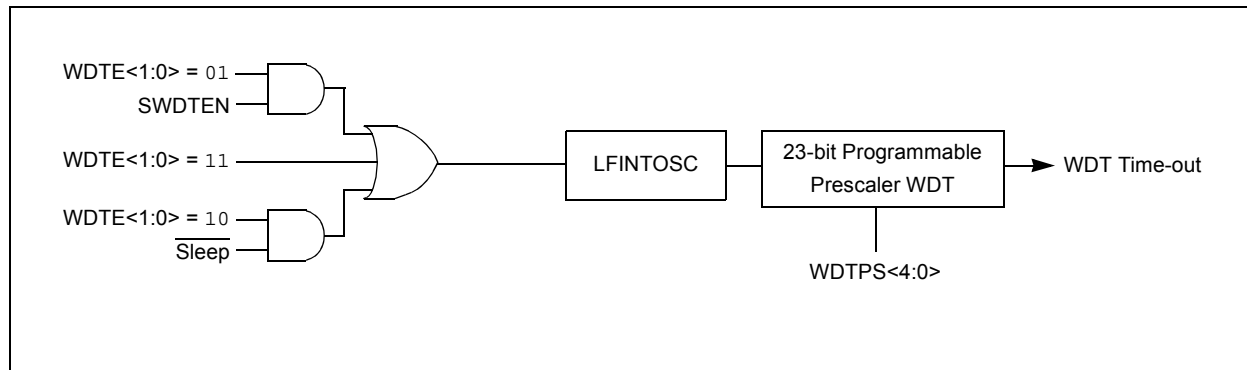 WDTE<1:0> = 01
SWDTEN
WDTE<1:0> = 11
WDTE<1:0> = 10
Sleep
LFINTOSC
23-bit Programmable
Prescaler WDT
WDT Time-out
WDTPS<4:0>